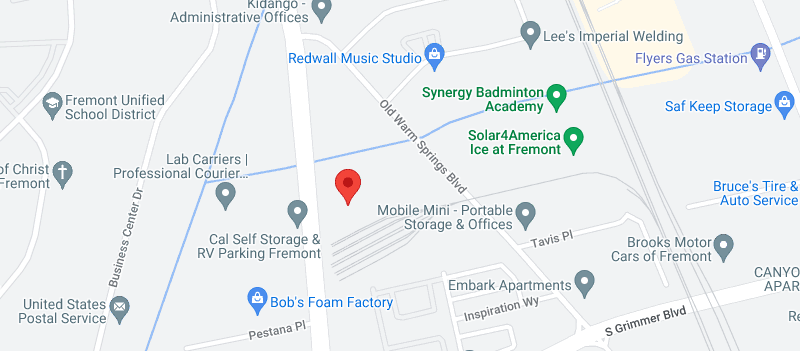 Kidango -
Administrative Offices
Lee's Imperial Welding
Redwall Music Studio
Flyers Gas Station
Synergy Badminton
Academy
Fremont Unified
School District
Old Warm Springs Blvd
Saf Keep Storage
Solar4America
Ice at Fremont
of Christ
Fremont
Lab Carriers |
Professional Courier...
Bruce's Tire &
Auto Service
Business Center Dr
Mobile Mini - Portable
Storage & Offices
Cal Self Storage &
RV Parking Fremont
Tavis Pl
Brooks Motor
Cars of Fremont
CANYO
APAR
Embark Apartments
United States
Postal Service
Bob's Foam Factory
Inspiration Wy
S Grimmer Blvd
Re
Pestana Pl